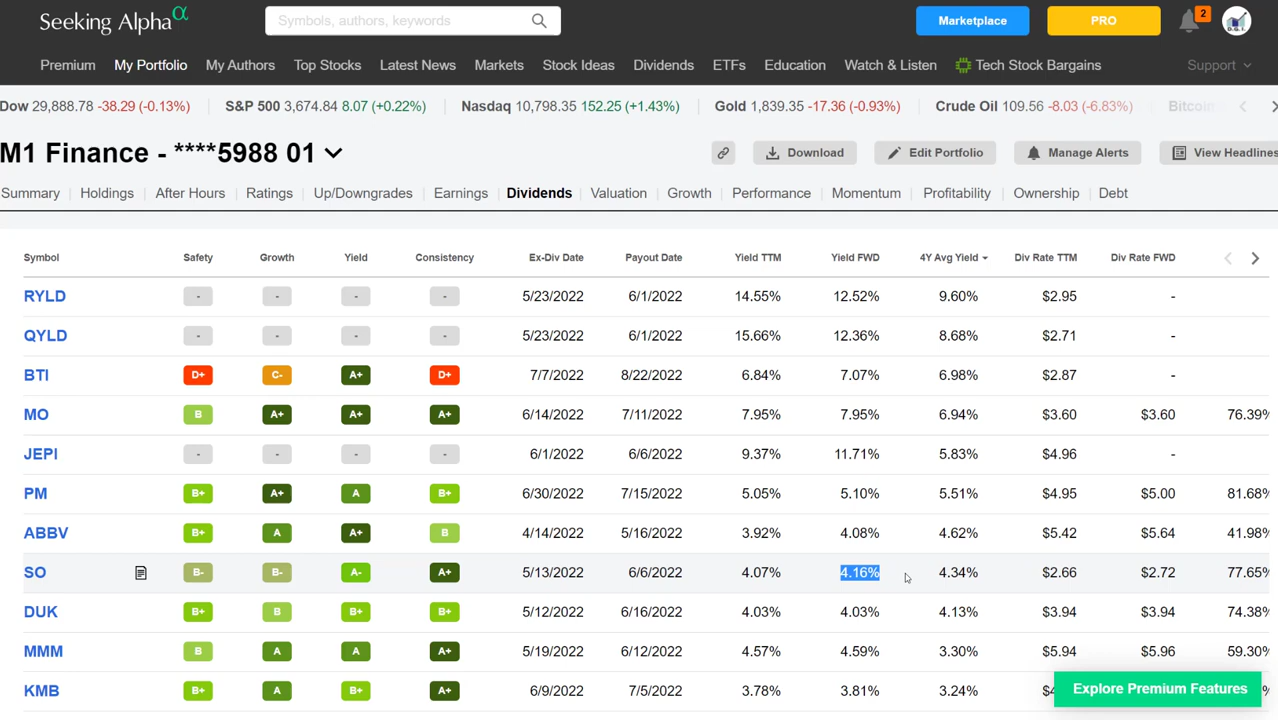 Seeking Alpha α Symbols, authors, keywords Marketplace PRO 2
Premium My Portfolio My Authors Top Stocks Latest News Markets Stock Ideas Dividends ETFs Education Watch & Listen Tech Stock Bargains Support
Dow 29,888.78 -38.29 (-0.13%) S&P 500 3,674.84 8.07 (+0.22%) Nasdaq 10,798.35 152.25 (+1.43%) Gold 1,839.35 -17.36 (-0.93%) Crude Oil 109.56 -8.03 (-6.83%) Bitcoin
M1 Finance - ****5988 01 Download Edit Portfolio Manage Alerts View Headlines
Summary Holdings After Hours Ratings Up/Downgrades Earnings Dividends Valuation Growth Performance Momentum Profitability Ownership Debt
Symbol Safety Growth Yield Consistency Ex-Div Date Payout Date Yield TTM Yield FWD 4Y Avg Yield Div Rate TTM Div Rate FWD
RYLD - - - - 5/23/2022 6/1/2022 14.55% 12.52% 9.60% $2.95 -
QYLD - - - - 5/23/2022 6/1/2022 15.66% 12.36% 8.68% $2.71 -
BTI D+ C- A+ D+ 7/7/2022 8/22/2022 6.84% 7.07% 6.98% $2.87 -
MO B A+ A+ A+ 6/14/2022 7/11/2022 7.95% 7.95% 6.94% $3.60 $3.60 76.39%
JEPI - - - - 6/1/2022 6/6/2022 9.37% 11.71% 5.83% $4.96 -
PM B+ A+ A B+ 6/30/2022 7/15/2022 5.05% 5.10% 5.51% $4.95 $5.00 81.68%
ABBV B+ A A+ B 4/14/2022 5/16/2022 3.92% 4.08% 4.62% $5.42 $5.64 41.98%
SO B- B- A- A+ 5/13/2022 6/6/2022 4.07% 4.16% 4.34% $2.66 $2.72 77.65%
DUK B+ B B+ B+ 5/12/2022 6/16/2022 4.03% 4.03% 4.13% $3.94 $3.94 74.38%
MMM B A A A+ 5/19/2022 6/12/2022 4.57% 4.59% 3.30% $5.94 $5.96 59.30%
KMB B+ A B+ A+ 6/9/2022 7/5/2022 3.78% 3.81% 3.24%
Explore Premium Features